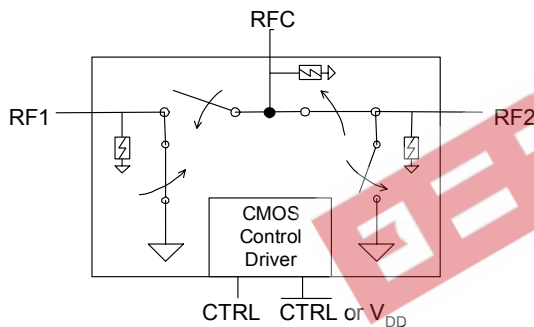 RFC
RF1
RF2
CMOS
Control
Driver
CTRL
CTRL or VDD